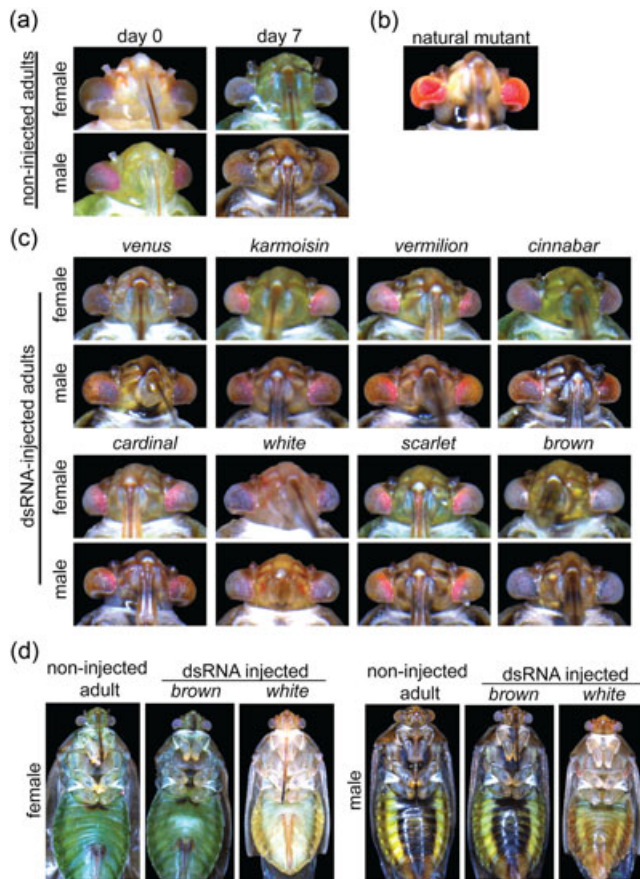 (a)
day 0 day 7
non-injected adults
female
male
(b)
natural mutant
(c)
venus karmoisin vermilion cinnabar
dsRNA-injected adults
female
male
cardinal white scarlet brown
female
male
(d)
non-injected dsRNA injected
adult brown white
female
non-injected dsRNA injected
adult brown white
male